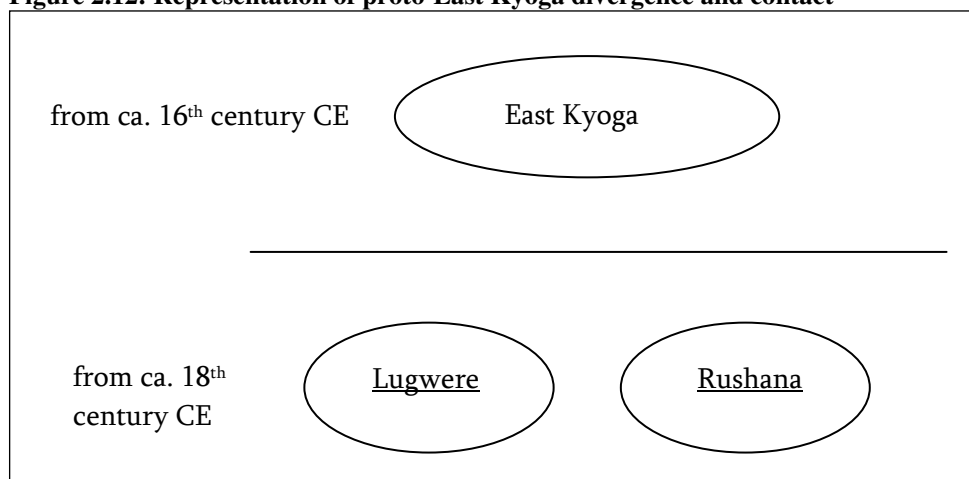 Figure 2.12: Representation of proto-East Kyoga divergence and contact
from ca. 16th century CE
East Kyoga
from ca. 18th
century CE
Lugwere
Rushana